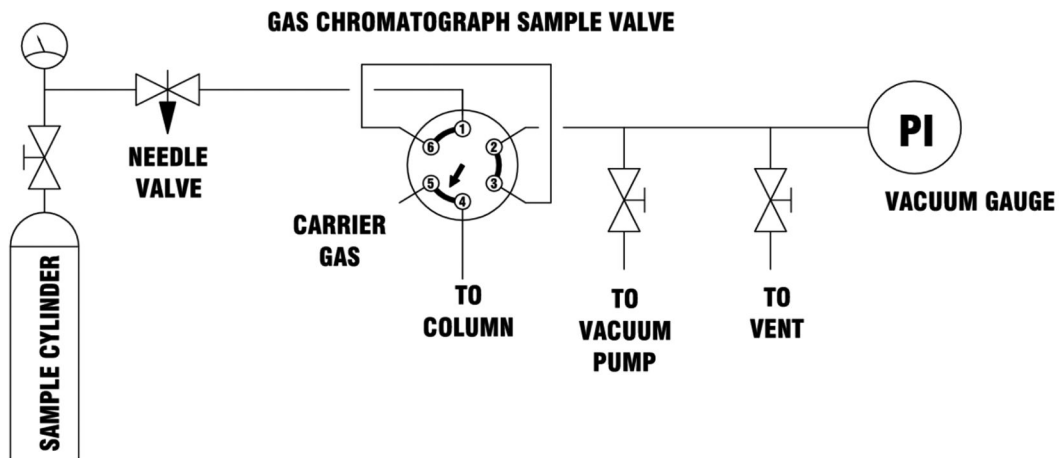 GAS CHROMATOGRAPH SAMPLE VALVE
NEEDLE
VALVE
1
2
3
4
5
6
CARRIER
GAS
TO
COLUMN
TO
VACUUM
PUMP
TO
VENT
PI
VACUUM GAUGE
SAMPLE CYLINDER